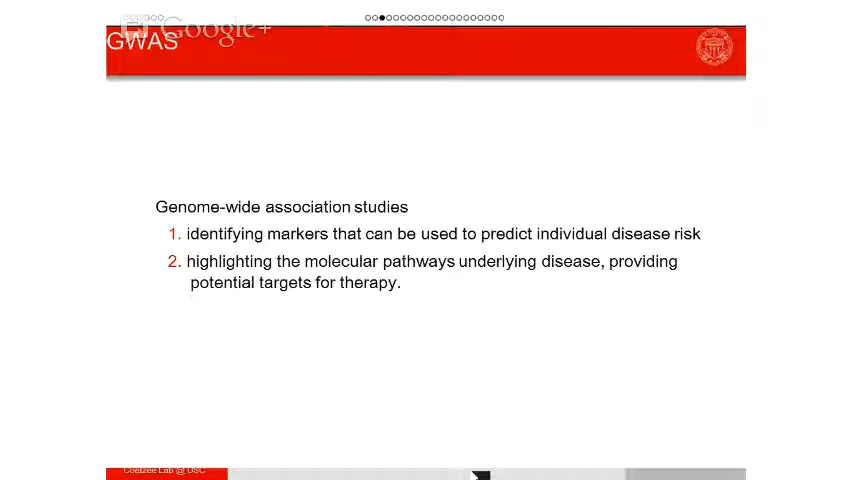 Google+
GWAS
Genome-wide association studies
1. identifying markers that can be used to predict individual disease risk
2. highlighting the molecular pathways underlying disease, providing
potential targets for therapy.
Coetzee Lab @ USC